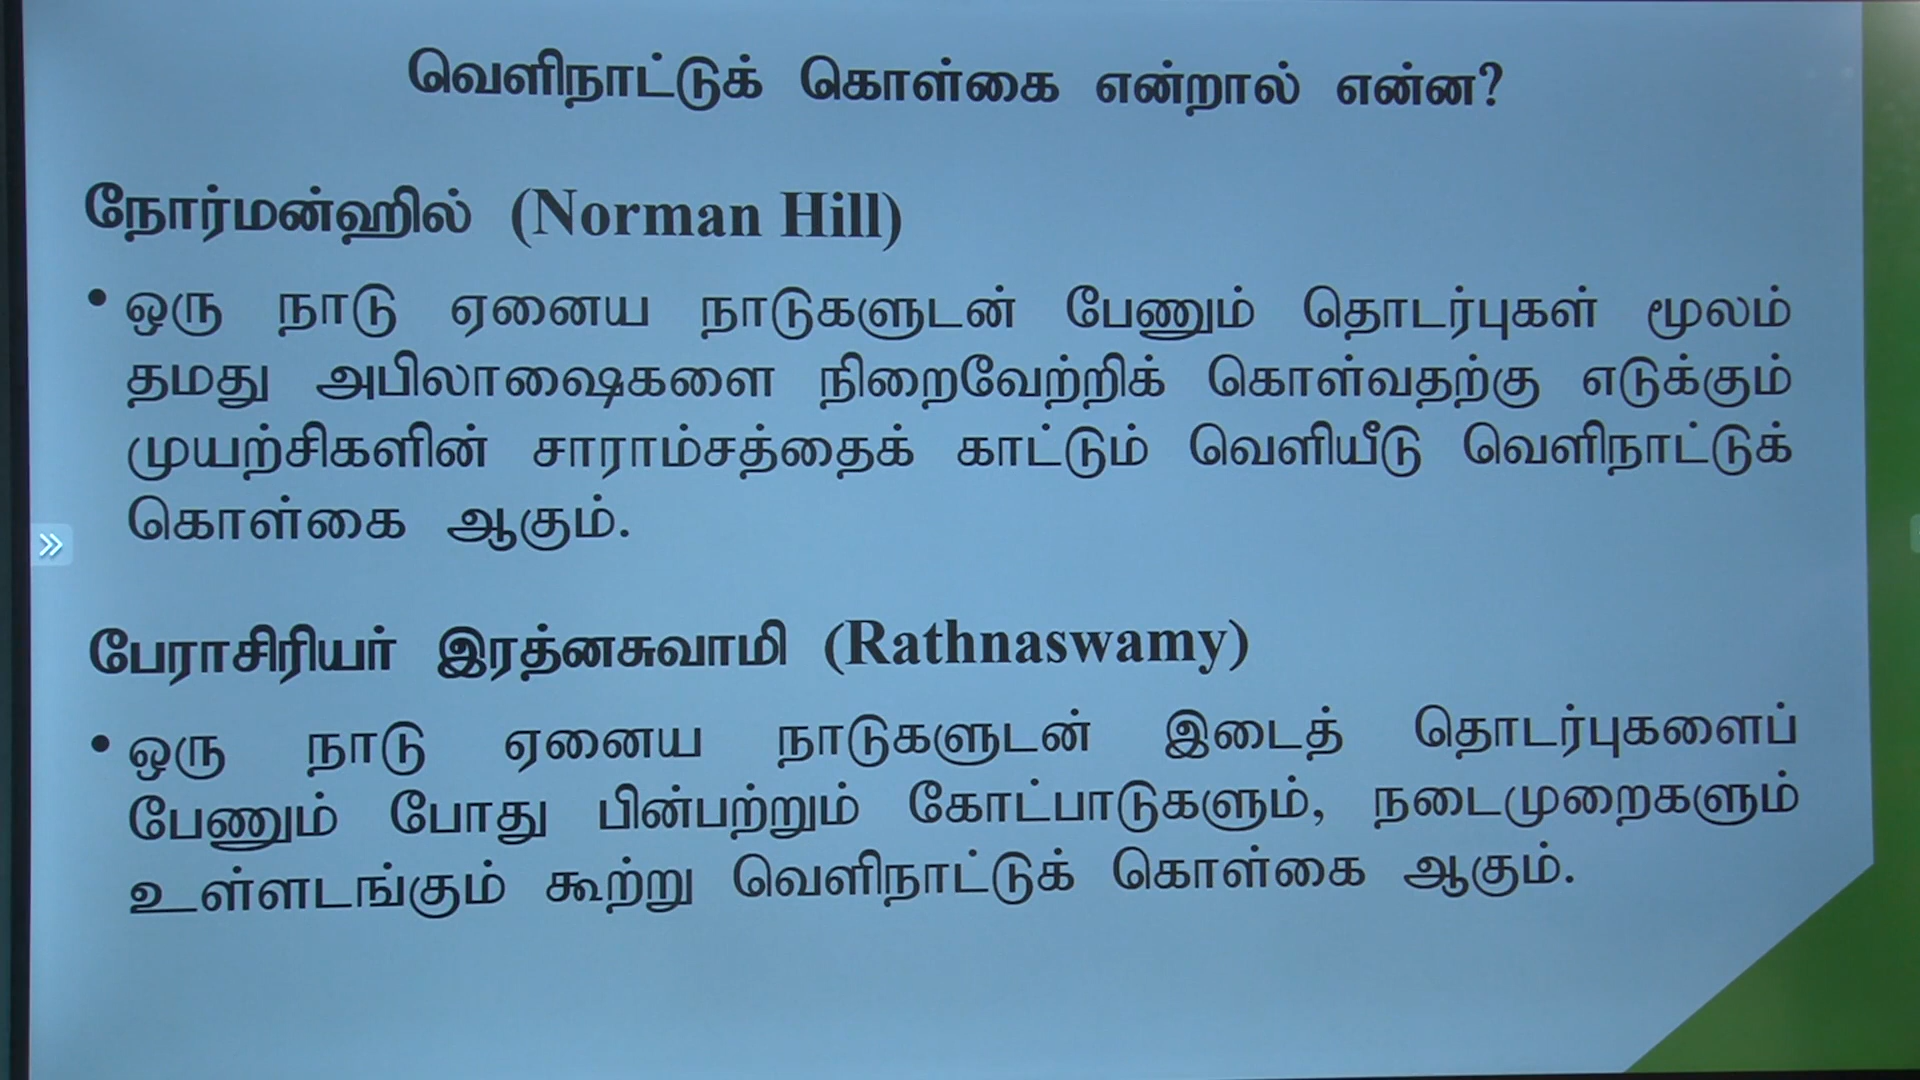 வெளிநாட்டுக் கொள்கை என்றால் என்ன?
நோர்மன்ஹில் (Norman Hill)
• ஒரு நாடு ஏனைய நாடுகளுடன் பேணும் தொடர்புகள் மூலம்
தமது அபிலாஷைகளை நிறைவேற்றிக் கொள்வதற்கு எடுக்கும்
முயற்சிகளின் சாராம்சத்தைக் காட்டும் வெளியீடு வெளிநாட்டுக்
கொள்கை ஆகும்.
பேராசிரியர் இரத்னசுவாமி (Rathnaswamy)
• ஒரு நாடு ஏனைய நாடுகளுடன் இடைத் தொடர்புகளைப்
பேணும் போது பின்பற்றும் கோட்பாடுகளும், நடைமுறைகளும்
உள்ளடங்கும் கூற்று வெளிநாட்டுக் கொள்கை ஆகும்.